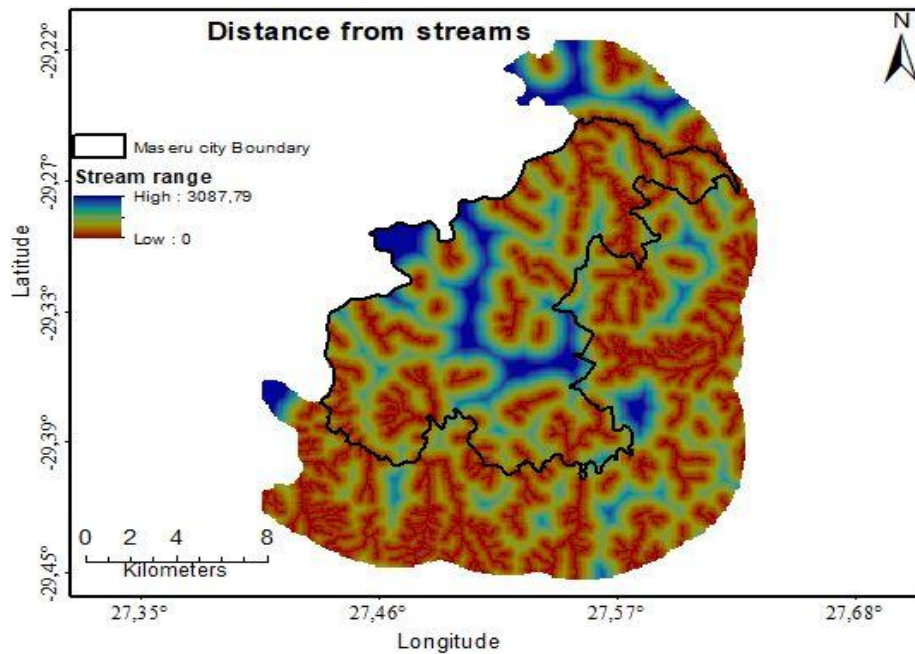 Distance from streams
N
Maseru city Boundary
Stream range
High : 3087,79
Low : 0
Latitude
-29,22°
-29,27°
-29,33°
-29,39°
-29,45°
0 2 4 8
Kilometers
27,35° 27,46° 27,57° 27,68°
Longitude